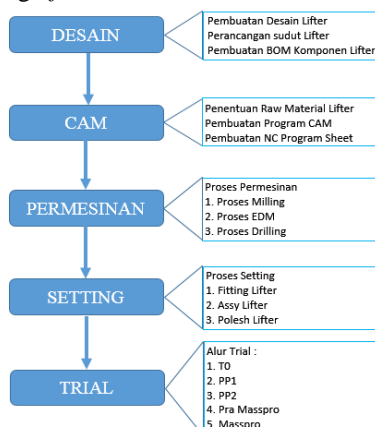 DESAIN
Pembuatan Desain Lifter
Perancangan sudut Lifter
Pembuatan BOM Komponen Lifter
CAM
Penentuan Raw Material Lifter
Pembuatan Program CAM
Pembuatan NC Program Sheet
PERMESINAN
Proses Permesinan
1. Proses Milling
2. Proses EDM
3. Proses Drilling
SETTING
Proses Setting
1. Fitting Lifter
2. Assy Lifter
3. Polesh Lifter
TRIAL
Alur Trial :
1. T0
2. PP1
3. PP2
4. Pra Masspro
5. Masspro